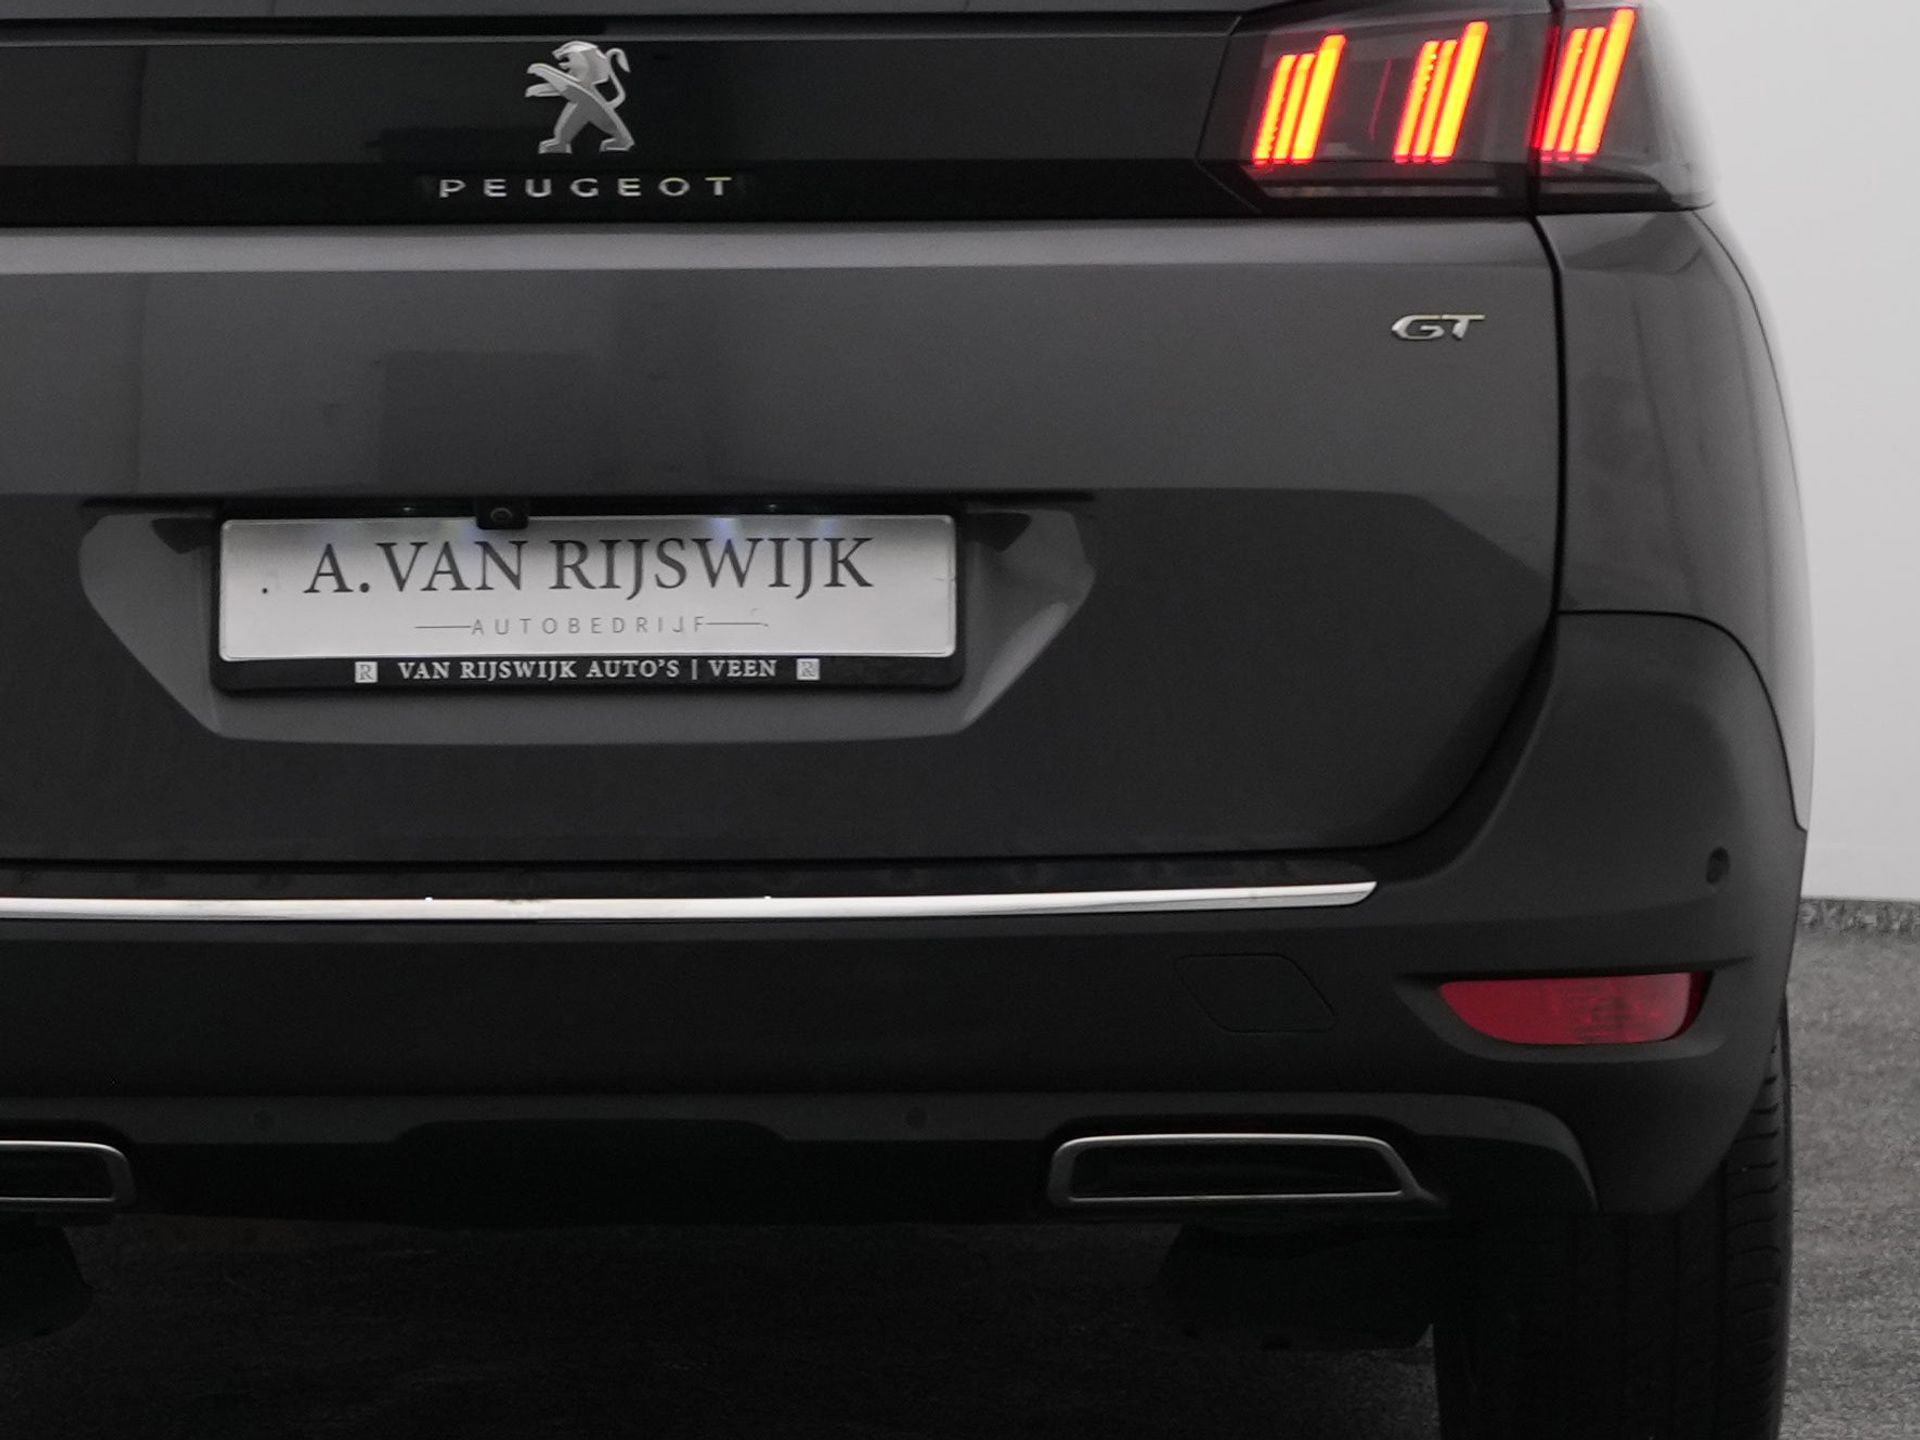 PEUGEOT
GT
A.VAN RIJSWIJK
AUTOBEDRIJF
VAN RIJSWIJK AUTO'S | VEEN